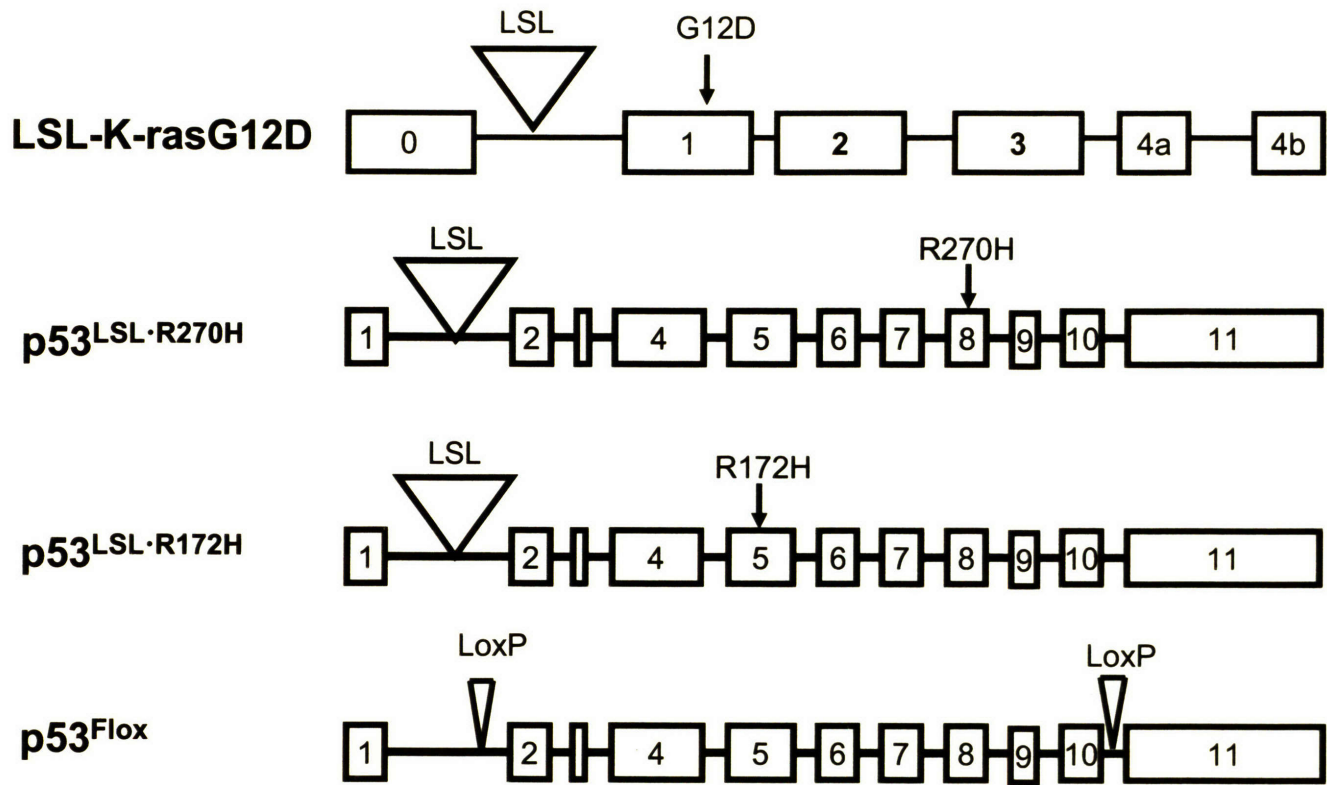 LSL G12D
LSL-K-rasG12D 0 1 2 3 4a 4b
LSL R270H
p53LSL·R270H 1 2 4 5 6 7 8 9 10 11
LSL R172H
p53LSL·R172H 1 2 4 5 6 7 8 9 10 11
LoxP LoxP
p53Flox 1 2 4 5 6 7 8 9 10 11